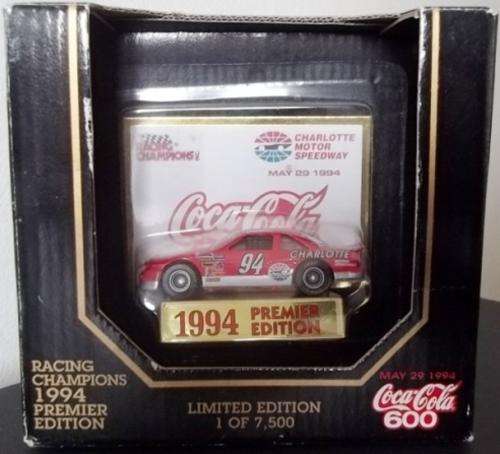 RACING
CHAMPIONS
CHARLOTTE
MOTOR
SPEEDWAY
MAY 29 1994
Coca-Cola
94
CHARLOTTE
1994 PREMIER
EDITION
RACING
CHAMPIONS
1994
PREMIER
EDITION
LIMITED EDITION
1 OF 7,500
MAY 29 1994
Coca-Cola
600